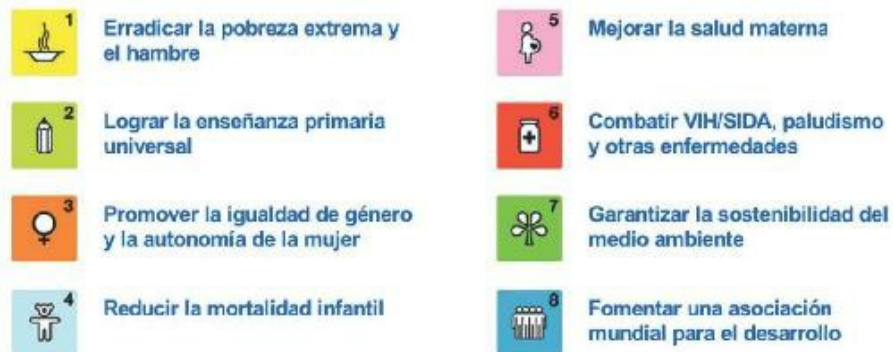 1
Erradicar la pobreza extrema y
el hambre
2
Lograr la enseñanza primaria
universal
3
Promover la igualdad de género
y la autonomía de la mujer
4
Reducir la mortalidad infantil
5
Mejorar la salud materna
6
Combatir VIH/SIDA, paludismo
y otras enfermedades
7
Garantizar la sostenibilidad del
medio ambiente
8
Fomentar una asociación
mundial para el desarrollo